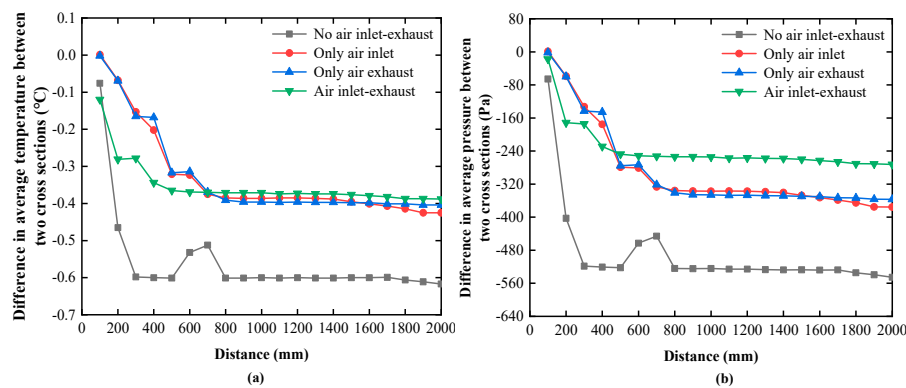 0.0
-0.1
-0.2
-0.3
-0.4
-0.5
-0.6
-0.7
0 200 400 600 800 1000 1200 1400 1600 1800 2000
Difference in average temperature between
two cross sections (°C)
Distance (mm)
No air inlet-exhaust
Only air inlet
Only air exhaust
Air inlet-exhaust
(a)
80
0
-80
-160
-240
-320
-400
-480
-560
-640
0 200 400 600 800 1000 1200 1400 1600 1800 2000
Difference in average pressure between
two cross sections (Pa)
Distance (mm)
No air inlet-exhaust
Only air inlet
Only air exhaust
Air inlet-exhaust
(b)